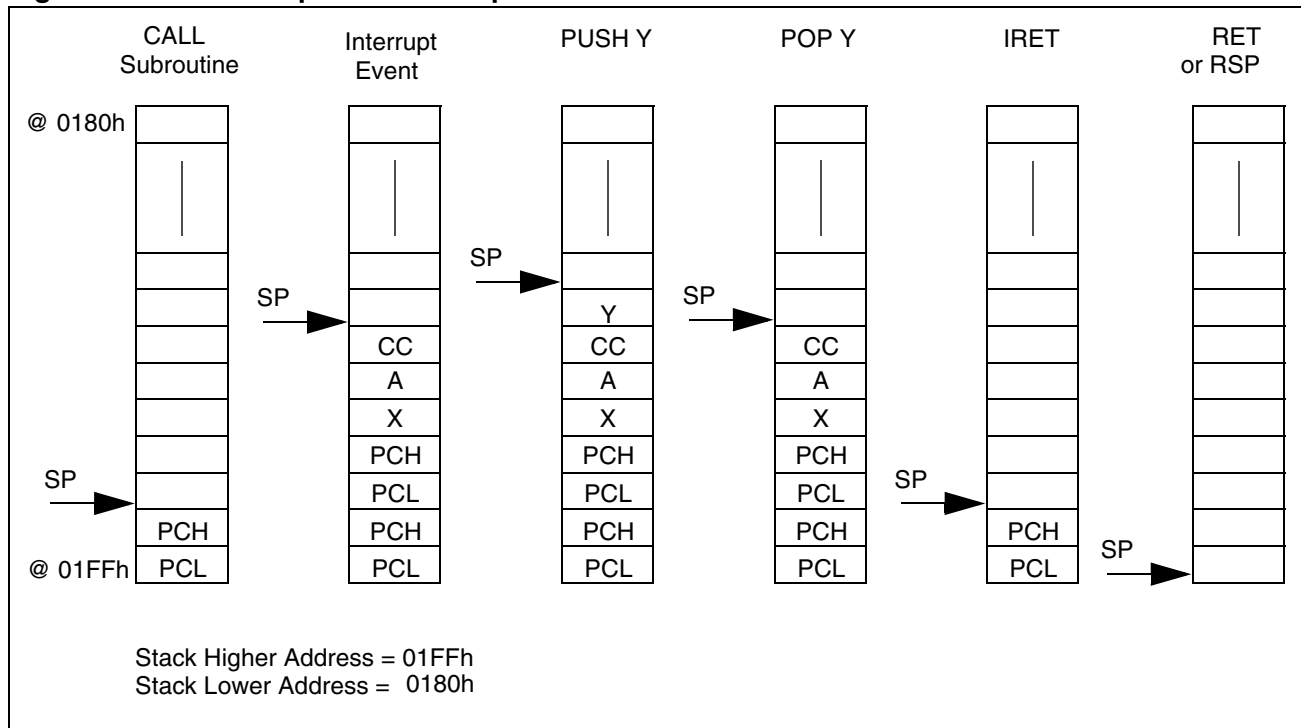 CALL
Subroutine
Interrupt
Event
PUSH Y
POP Y
IRET
RET
or RSP
@ 0180h
SP
SP
SP
Y
CC
CC
CC
A
A
A
X
X
X
PCH
PCH
PCH
SP
SP
PCL
PCL
PCL
PCH
PCH
PCH
PCH
PCH
SP
@ 01FFh
PCL
PCL
PCL
PCL
PCL
Stack Higher Address = 01FFh
Stack Lower Address = 0180h